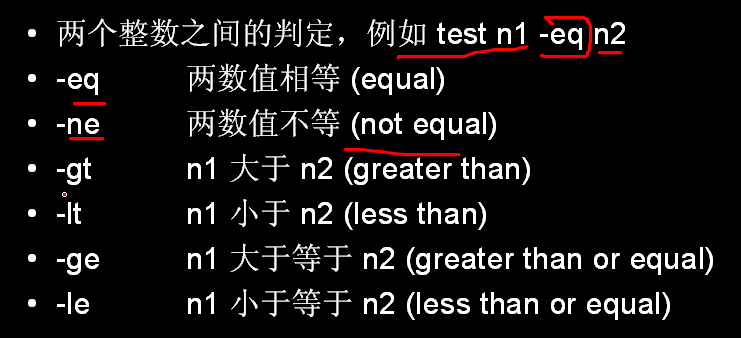 • 两个整数之间的判定，例如 test n1 -eq n2
• -eq 两数值相等 (equal)
• -ne 两数值不等 (not equal)
• -gt n1 大于 n2 (greater than)
• -lt n1 小于 n2 (less than)
• -ge n1 大于等于 n2 (greater than or equal)
• -le n1 小于等于 n2 (less than or equal)